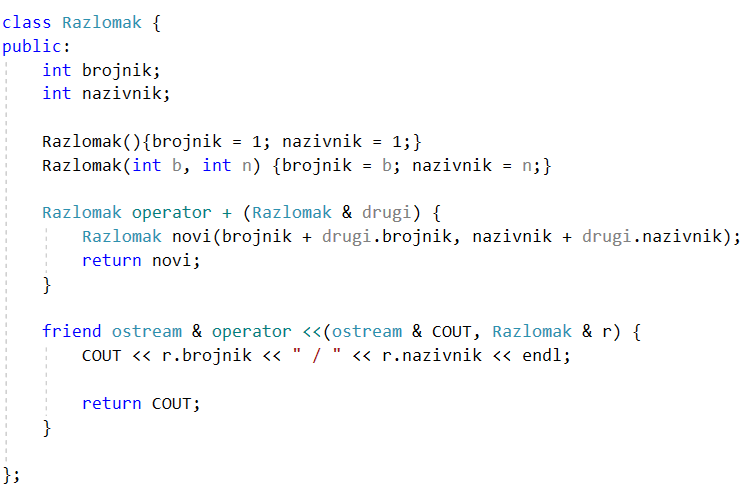 class Razlomak {
public:
    int brojnik;
    int nazivnik;

    Razlomak(){brojnik = 1; nazivnik = 1;}
    Razlomak(int b, int n) {brojnik = b; nazivnik = n;}

    Razlomak operator + (Razlomak & drugi) {
        Razlomak novi(brojnik + drugi.brojnik, nazivnik + drugi.nazivnik);
        return novi;
    }

    friend ostream & operator <<(ostream & COUT, Razlomak & r) {
        COUT << r.brojnik << " / " << r.nazivnik << endl;

        return COUT;
    }

};